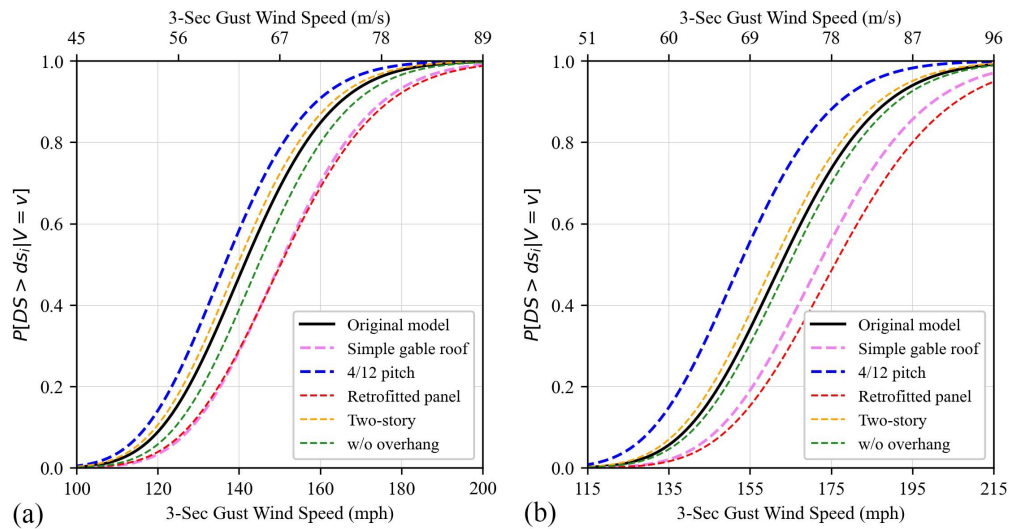 3-Sec Gust Wind Speed (m/s)
45 56 67 78 89
1.0
0.8
0.6
0.4
0.2
0.0
P[DS > ds_i|V = v]
Original model
Simple gable roof
4/12 pitch
Retrofitted panel
Two-story
w/o overhang
100 120 140 160 180 200
3-Sec Gust Wind Speed (mph)
(a)
3-Sec Gust Wind Speed (m/s)
51 60 69 78 87 96
1.0
0.8
0.6
0.4
0.2
0.0
P[DS > ds_i|V = v]
Original model
Simple gable roof
4/12 pitch
Retrofitted panel
Two-story
w/o overhang
115 135 155 175 195 215
3-Sec Gust Wind Speed (mph)
(b)